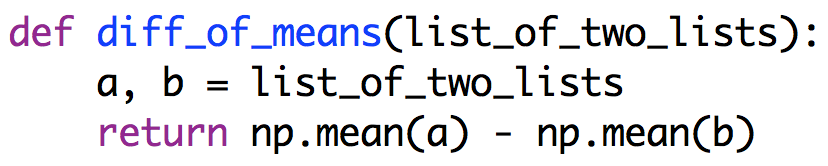 def diff_of_means(list_of_two_lists):
    a, b = list_of_two_lists
    return np.mean(a) - np.mean(b)